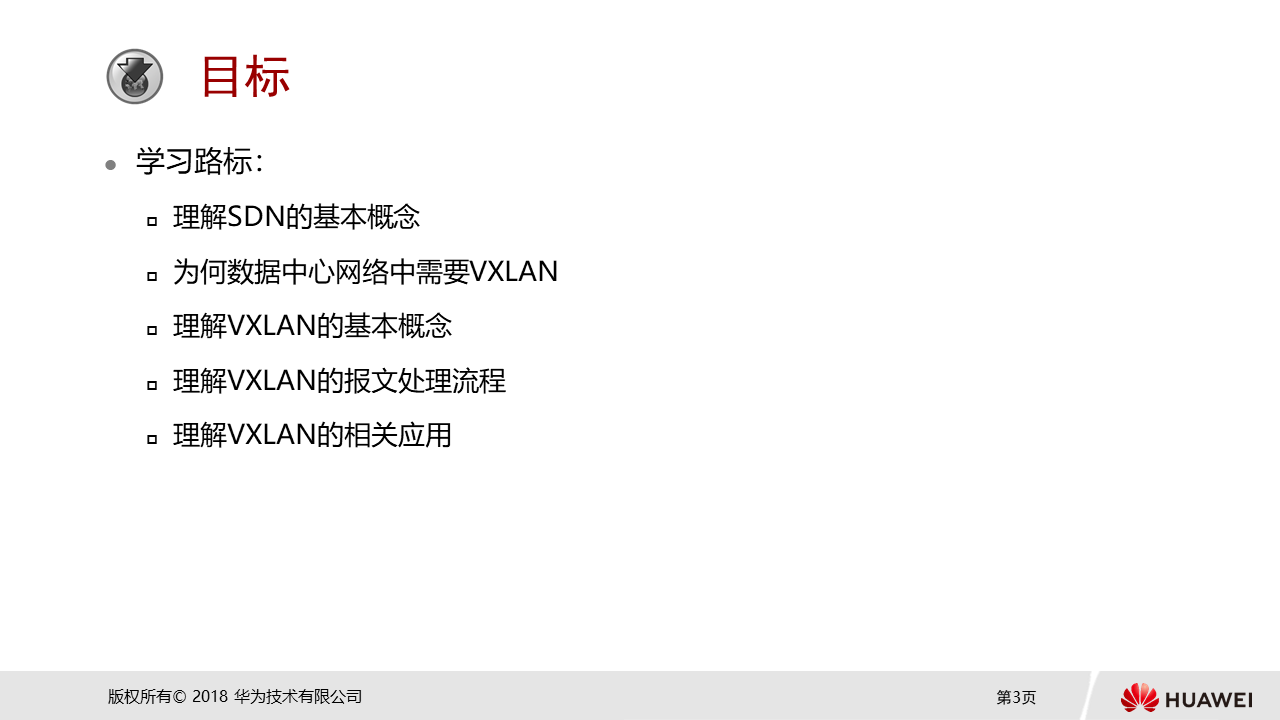 目标
学习路标：
理解SDN的基本概念
为何数据中心网络中需要VXLAN
理解VXLAN的基本概念
理解VXLAN的报文处理流程
理解VXLAN的相关应用
版权所有© 2018 华为技术有限公司
第3页
HUAWEI